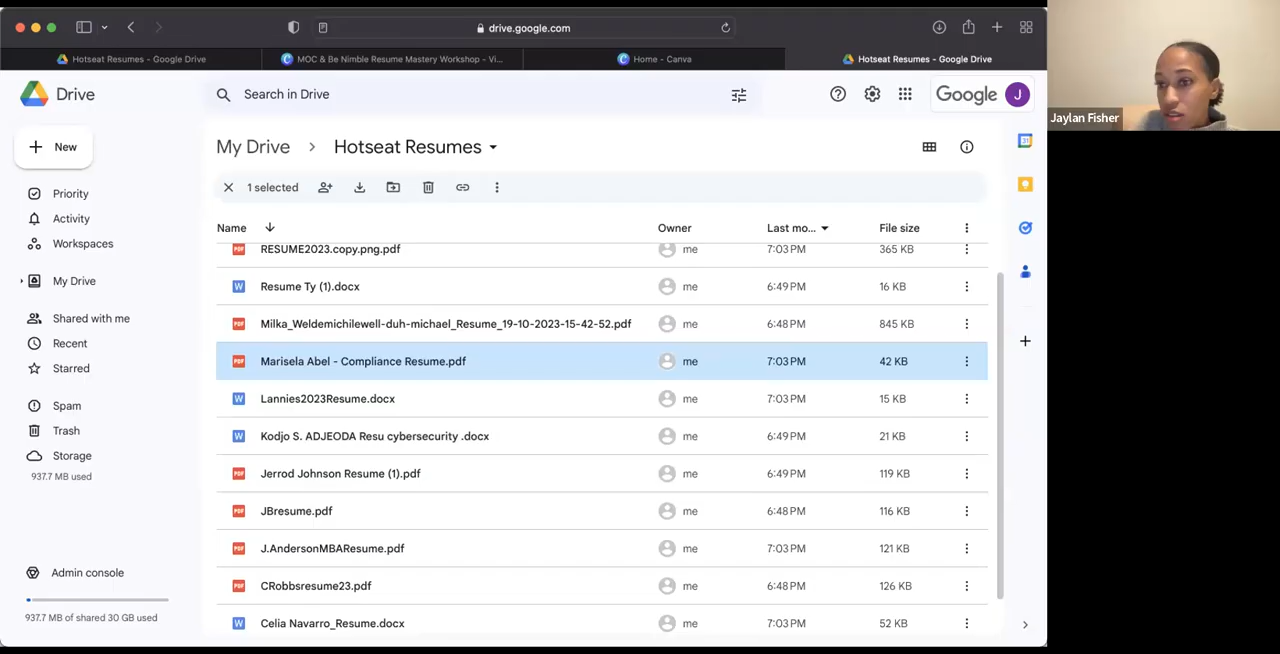 drive.google.com
Hotseat Resumes - Google Drive
MOC & Be Nimble Resume Mastery Workshop - Vi...
Home - Canva
Hotseat Resumes - Google Drive
Drive
Search in Drive
Google
J
Jaylan Fisher
New
My Drive > Hotseat Resumes
1 selected
Priority
Activity
Workspaces
My Drive
Shared with me
Recent
Starred
Spam
Trash
Storage
937.7 MB used
Admin console
937.7 MB of shared 30 GB used
Name Owner Last mo... File size
PDF RESUME2023.copy.png.pdf me 7:03 PM 365 KB
W Resume Ty (1).docx me 6:49 PM 16 KB
PDF Milka_Weldemichilewell-duh-michael_Resume_19-10-2023-15-42-52.pdf me 6:48 PM 845 KB
PDF Marisela Abel - Compliance Resume.pdf me 7:03 PM 42 KB
W Lannies2023Resume.docx me 7:03 PM 15 KB
W Kodjo S. ADJEODA Resu cybersecurity .docx me 6:49 PM 21 KB
PDF Jerrod Johnson Resume (1).pdf me 6:49 PM 119 KB
PDF JBresume.pdf me 6:48 PM 116 KB
PDF J.AndersonMBAResume.pdf me 7:03 PM 121 KB
PDF CRobbsresume23.pdf me 6:48 PM 126 KB
W Celia Navarro_Resume.docx me 7:03 PM 52 KB
31